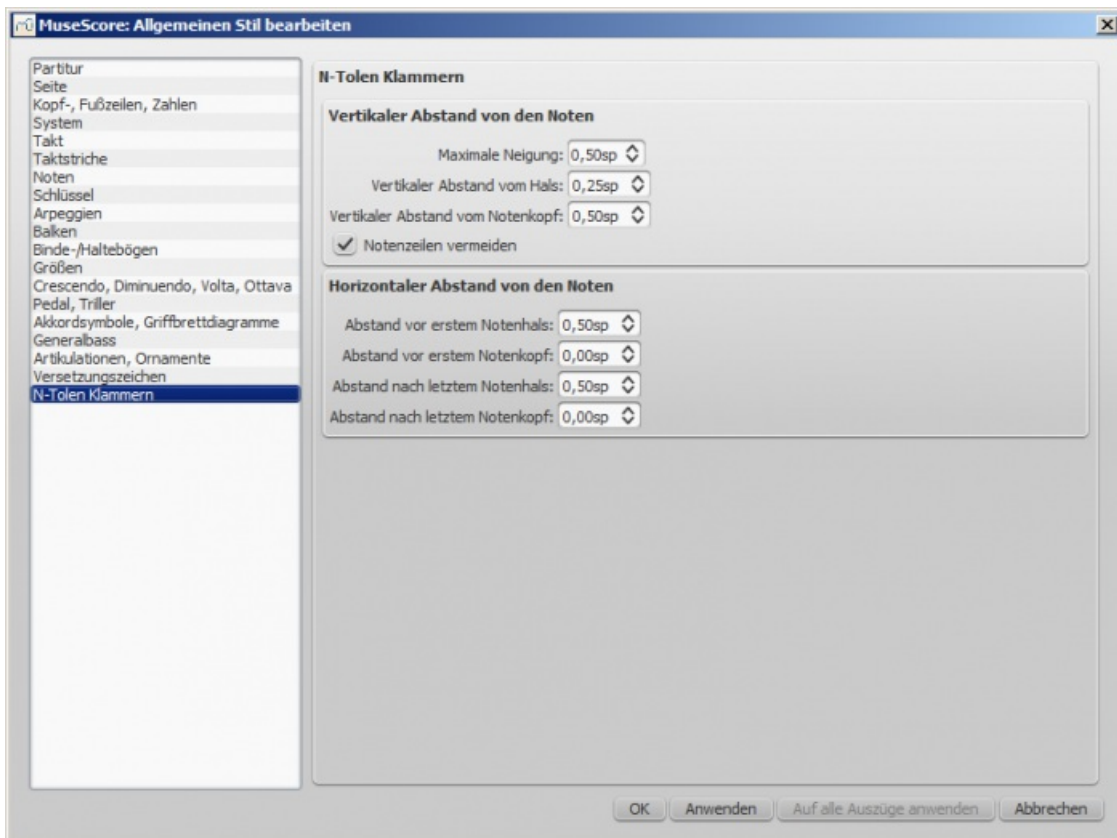 MuseScore: Allgemeinen Stil bearbeiten
Partitur
Seite
Kopf-, Fußzeilen, Zahlen
System
Takt
Taktstriche
Noten
Schlüssel
Arpeggien
Balken
Binde-/Haltebögen
Größen
Crescendo, Diminuendo, Volta, Ottava
Pedal, Triller
Akkordsymbole, Griffbrettdiagramme
Generalbass
Artikulationen, Ornamente
Versetzungszeichen
N-Tolen Klammern
N-Tolen Klammern
Vertikaler Abstand von den Noten
Maximale Neigung: 0,50sp
Vertikaler Abstand vom Hals: 0,25sp
Vertikaler Abstand vom Notenkopf: 0,50sp
Notenzeilen vermeiden
Horizontaler Abstand von den Noten
Abstand vor erstem Notenhals: 0,50sp
Abstand vor erstem Notenkopf: 0,00sp
Abstand nach letztem Notenhals: 0,50sp
Abstand nach letztem Notenkopf: 0,00sp
OK Anwenden Auf alle Auszüge anwenden Abbrechen